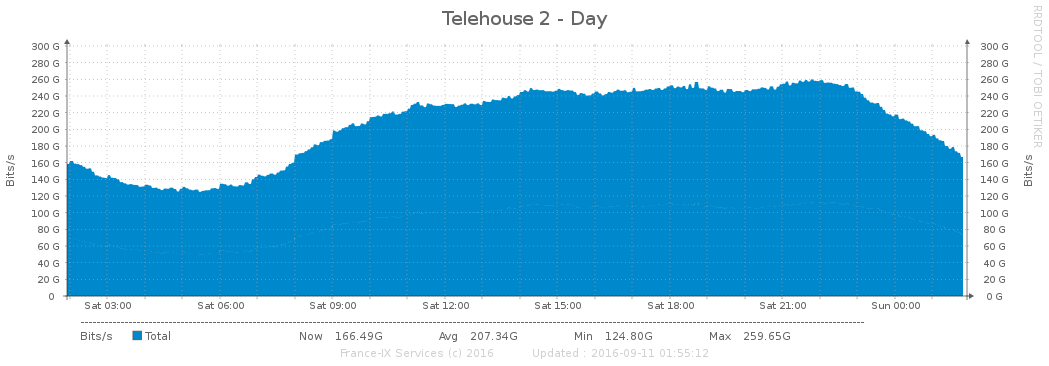 Telehouse 2 - Day
RRDTOOL / TOBI OETIKER
Bits/s
300 G
280 G
260 G
240 G
220 G
200 G
180 G
160 G
140 G
120 G
100 G
80 G
60 G
40 G
20 G
0
300 G
280 G
260 G
240 G
220 G
200 G
180 G
160 G
140 G
120 G
100 G
80 G
60 G
40 G
20 G
0 G
Bits/s
Sat 03:00 Sat 06:00 Sat 09:00 Sat 12:00 Sat 15:00 Sat 18:00 Sat 21:00 Sun 00:00
Bits/s Total Now 166.49G Avg 207.34G Min 124.80G Max 259.65G
France-IX Services (c) 2016 Updated : 2016-09-11 01:55:12